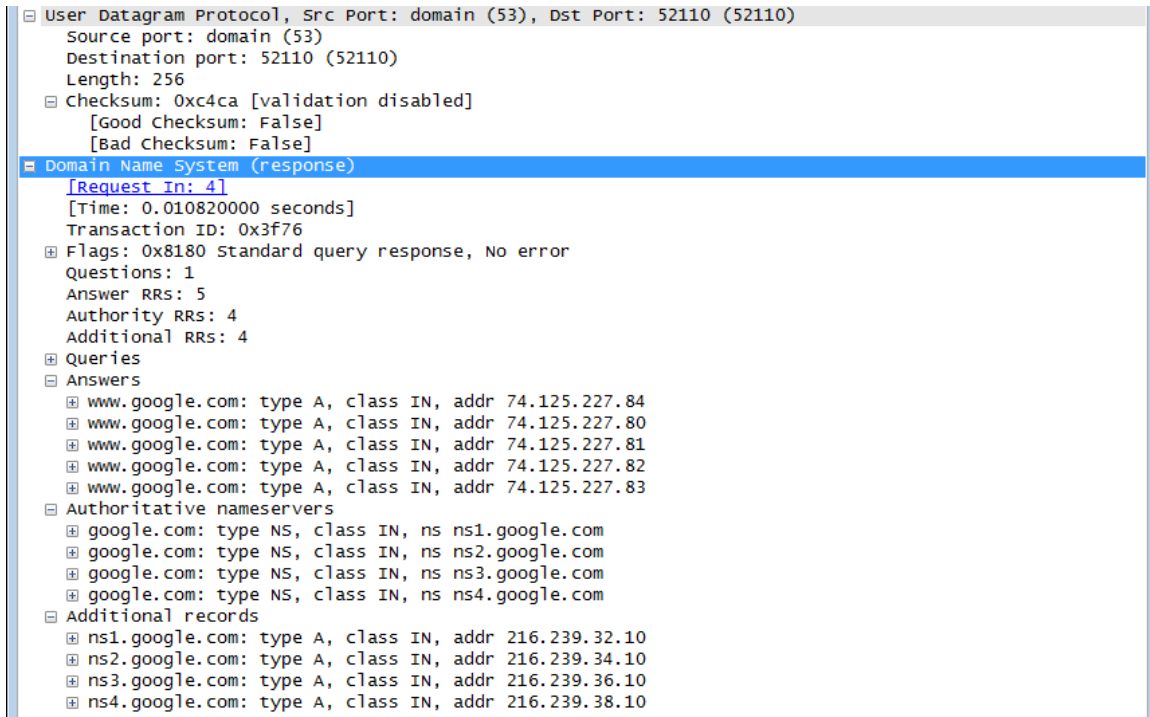 User Datagram Protocol, Src Port: domain (53), Dst Port: 52110 (52110)
Source port: domain (53)
Destination port: 52110 (52110)
Length: 256
Checksum: 0xc4ca [validation disabled]
[Good Checksum: False]
[Bad Checksum: False]
Domain Name System (response)
[Request In: 4]
[Time: 0.010820000 seconds]
Transaction ID: 0x3f76
Flags: 0x8180 Standard query response, No error
Questions: 1
Answer RRs: 5
Authority RRs: 4
Additional RRs: 4
Queries
Answers
www.google.com: type A, class IN, addr 74.125.227.84
www.google.com: type A, class IN, addr 74.125.227.80
www.google.com: type A, class IN, addr 74.125.227.81
www.google.com: type A, class IN, addr 74.125.227.82
www.google.com: type A, class IN, addr 74.125.227.83
Authoritative nameservers
google.com: type NS, class IN, ns ns1.google.com
google.com: type NS, class IN, ns ns2.google.com
google.com: type NS, class IN, ns ns3.google.com
google.com: type NS, class IN, ns ns4.google.com
Additional records
ns1.google.com: type A, class IN, addr 216.239.32.10
ns2.google.com: type A, class IN, addr 216.239.34.10
ns3.google.com: type A, class IN, addr 216.239.36.10
ns4.google.com: type A, class IN, addr 216.239.38.10